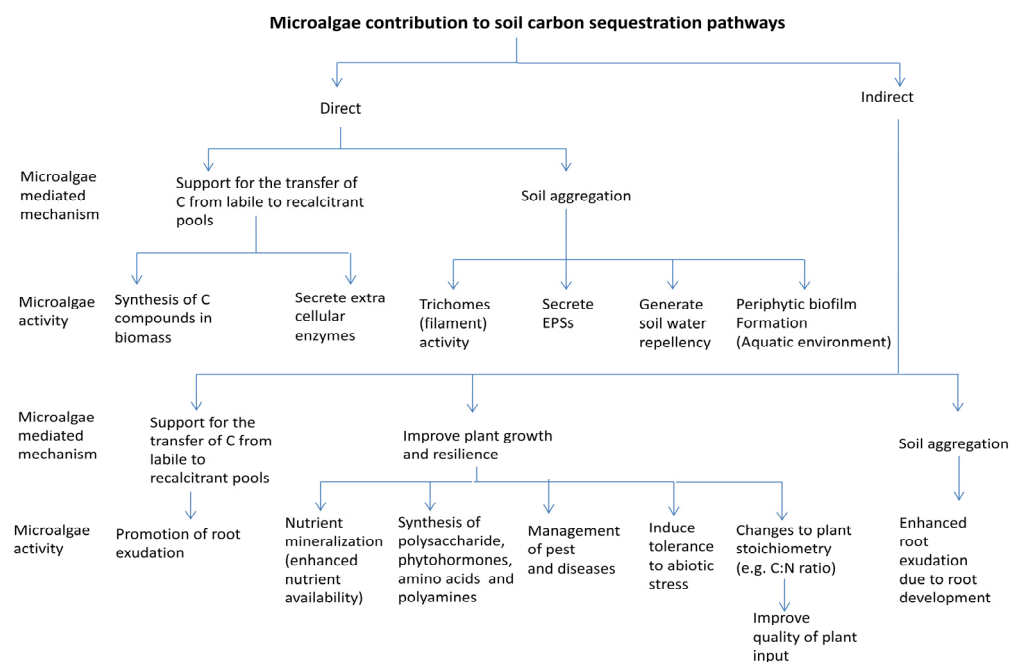 Microalgae contribution to soil carbon sequestration pathways
Direct
Indirect
Microalgae
mediated
mechanism
Support for the transfer of
C from labile to recalcitrant
pools
Soil aggregation
Microalgae
activity
Synthesis of C
compounds in
biomass
Secrete extra
cellular
enzymes
Trichomes
(filament)
activity
Secrete
EPSs
Generate
soil water
repellency
Periphytic biofilm
Formation
(Aquatic environment)
Microalgae
mediated
mechanism
Support for the
transfer of C from
labile to
recalcitrant pools
Improve plant growth
and resilience
Soil aggregation
Microalgae
activity
Promotion of root
exudation
Nutrient
mineralization
(enhanced
nutrient
availability)
Synthesis of
polysaccharide,
phytohormones,
amino acids and
polyamines
Management
of pest
and diseases
Induce
tolerance
to abiotic
stress
Changes to plant
stoichiometry
(e.g. C:N ratio)
Improve
quality of plant
input
Enhanced
root
exudation
due to root
development